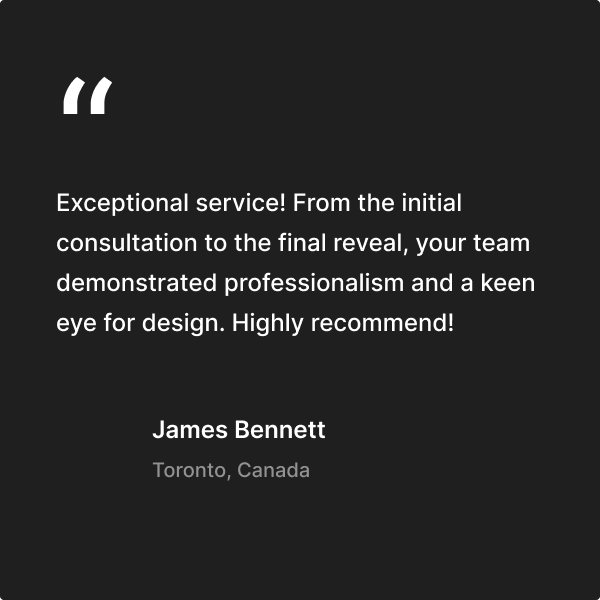 “
Exceptional service! From the initial
consultation to the final reveal, your team
demonstrated professionalism and a keen
eye for design. Highly recommend!
James Bennett
Toronto, Canada